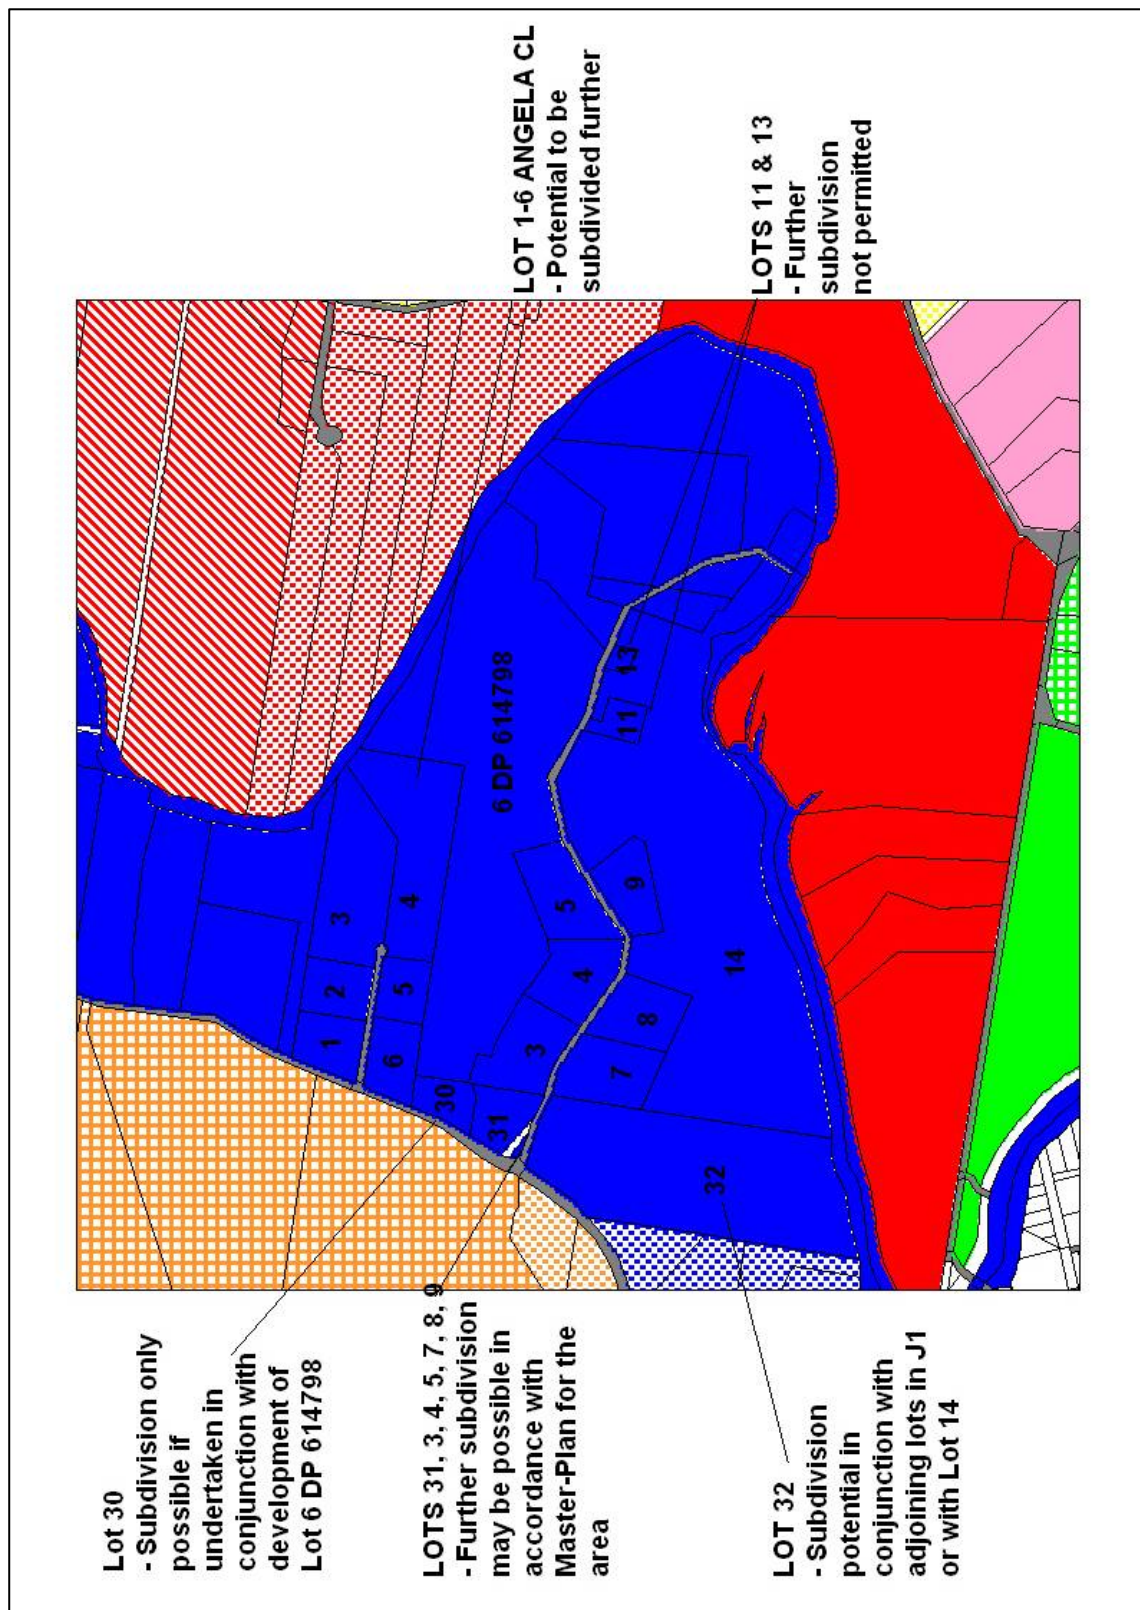 Lot 30
- Subdivision only
possible if
undertaken in
conjunction with
development of
Lot 6 DP 614798
LOTS 31, 3, 4, 5, 7, 8, 9
- Further subdivision
may be possible in
accordance with
Master-Plan for the
area
LOT 32
- Subdivision
potential in
conjunction with
adjoining lots in J1
or with Lot 14
LOT 1-6 ANGELA CL
- Potential to be
subdivided further
LOTS 11 & 13
- Further
subdivision
not permitted
1
2
3
6
5
4
30
31
3
4
5
6 DP 614798
7
8
9
11
13
14
32